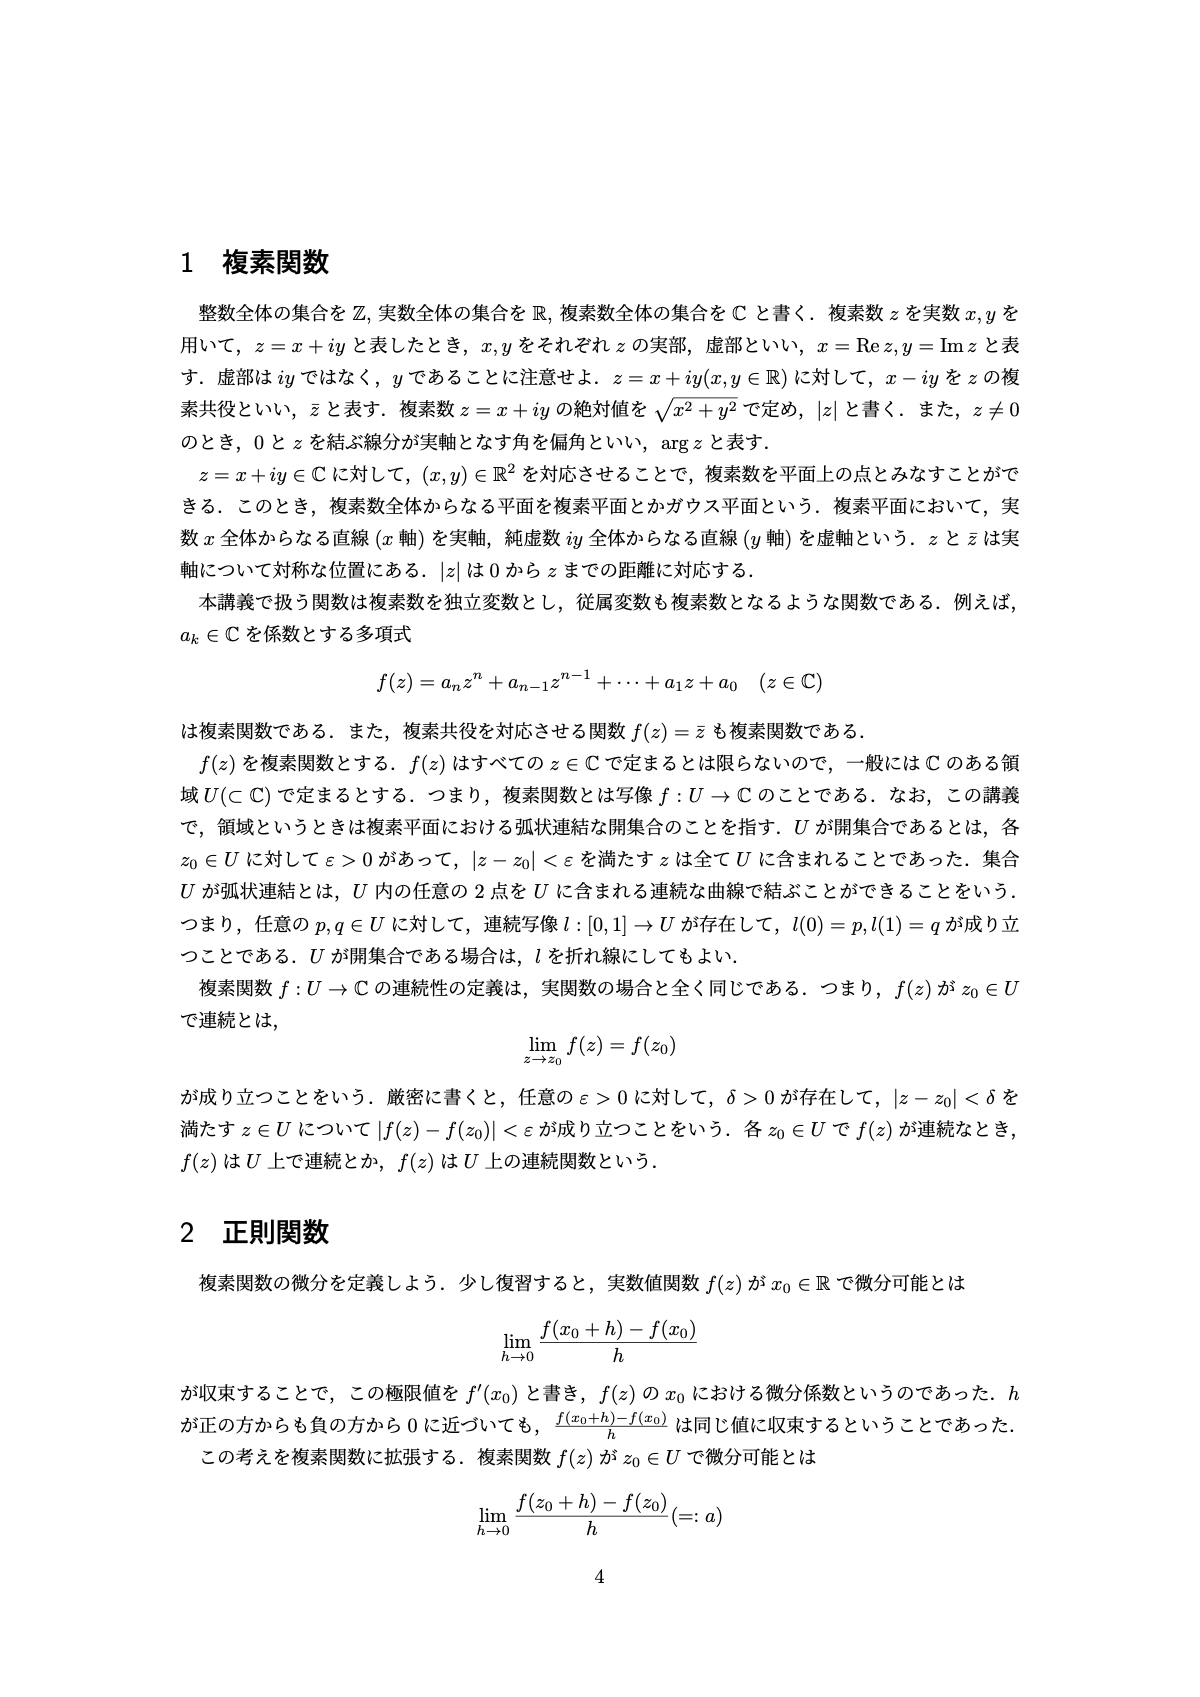 1 複素関数
整数全体の集合を ℤ, 実数全体の集合を ℝ, 複素数全体の集合を ℂ と書く．複素数 z を実数 x, y を
用いて，z = x + iy と表したとき，x, y をそれぞれ z の実部，虚部といい，x = Re z, y = Im z と表
す．虚部は iy ではなく，y であることに注意せよ．z = x + iy(x, y ∈ ℝ) に対して，x − iy を z の複
素共役といい，z̄ と表す．複素数 z = x + iy の絶対値を √(x² + y²) で定め，|z| と書く．また，z ≠ 0
のとき，0 と z を結ぶ線分が実軸となす角を偏角といい，arg z と表す．
z = x + iy ∈ ℂ に対して，(x, y) ∈ ℝ² を対応させることで，複素数を平面上の点とみなすことがで
きる．このとき，複素数全体からなる平面を複素平面とかガウス平面という．複素平面において，実
数 x 全体からなる直線 (x 軸) を実軸，純虚数 iy 全体からなる直線 (y 軸) を虚軸という．z と z̄ は実
軸について対称な位置にある．|z| は 0 から z までの距離に対応する．
本講義で扱う関数は複素数を独立変数とし，従属変数も複素数となるような関数である．例えば，
a_k ∈ ℂ を係数とする多項式
f(z) = a_n z^n + a_{n−1} z^{n−1} + ⋯ + a_1 z + a_0 (z ∈ ℂ)
は複素関数である．また，複素共役を対応させる関数 f(z) = z̄ も複素関数である．
f(z) を複素関数とする．f(z) はすべての z ∈ ℂ で定まるとは限らないので，一般には ℂ のある領
域 U(⊂ ℂ) で定まるとする．つまり，複素関数とは写像 f : U → ℂ のことである．なお，この講義
で，領域というときは複素平面における弧状連結な開集合のことを指す．U が開集合であるとは，各
z_0 ∈ U に対して ε > 0 があって，|z − z_0| < ε を満たす z は全て U に含まれることであった．集合
U が弧状連結とは，U 内の任意の 2 点を U に含まれる連続な曲線で結ぶことができることをいう．
つまり，任意の p, q ∈ U に対して，連続写像 l : [0, 1] → U が存在して，l(0) = p, l(1) = q が成り立
つことである．U が開集合である場合は，l を折れ線にしてもよい．
複素関数 f : U → ℂ の連続性の定義は，実関数の場合と全く同じである．つまり，f(z) が z_0 ∈ U
で連続とは，
lim_{z→z_0} f(z) = f(z_0)
が成り立つことをいう．厳密に書くと，任意の ε > 0 に対して，δ > 0 が存在して，|z − z_0| < δ を
満たす z ∈ U について |f(z) − f(z_0)| < ε が成り立つことをいう．各 z_0 ∈ U で f(z) が連続なとき，
f(z) は U 上で連続とか，f(z) は U 上の連続関数という．
2 正則関数
複素関数の微分を定義しよう．少し復習すると，実数値関数 f(z) が x_0 ∈ ℝ で微分可能とは
lim_{h→0} \frac{f(x_0 + h) − f(x_0)}{h}
が収束することで，この極限値を f′(x_0) と書き，f(z) の x_0 における微分係数というのであった．h
が正の方からも負の方から 0 に近づいても，\frac{f(x_0+h)−f(x_0)}{h} は同じ値に収束するということであった．
この考えを複素関数に拡張する．複素関数 f(z) が z_0 ∈ U で微分可能とは
lim_{h→0} \frac{f(z_0 + h) − f(z_0)}{h}(=: a)
4